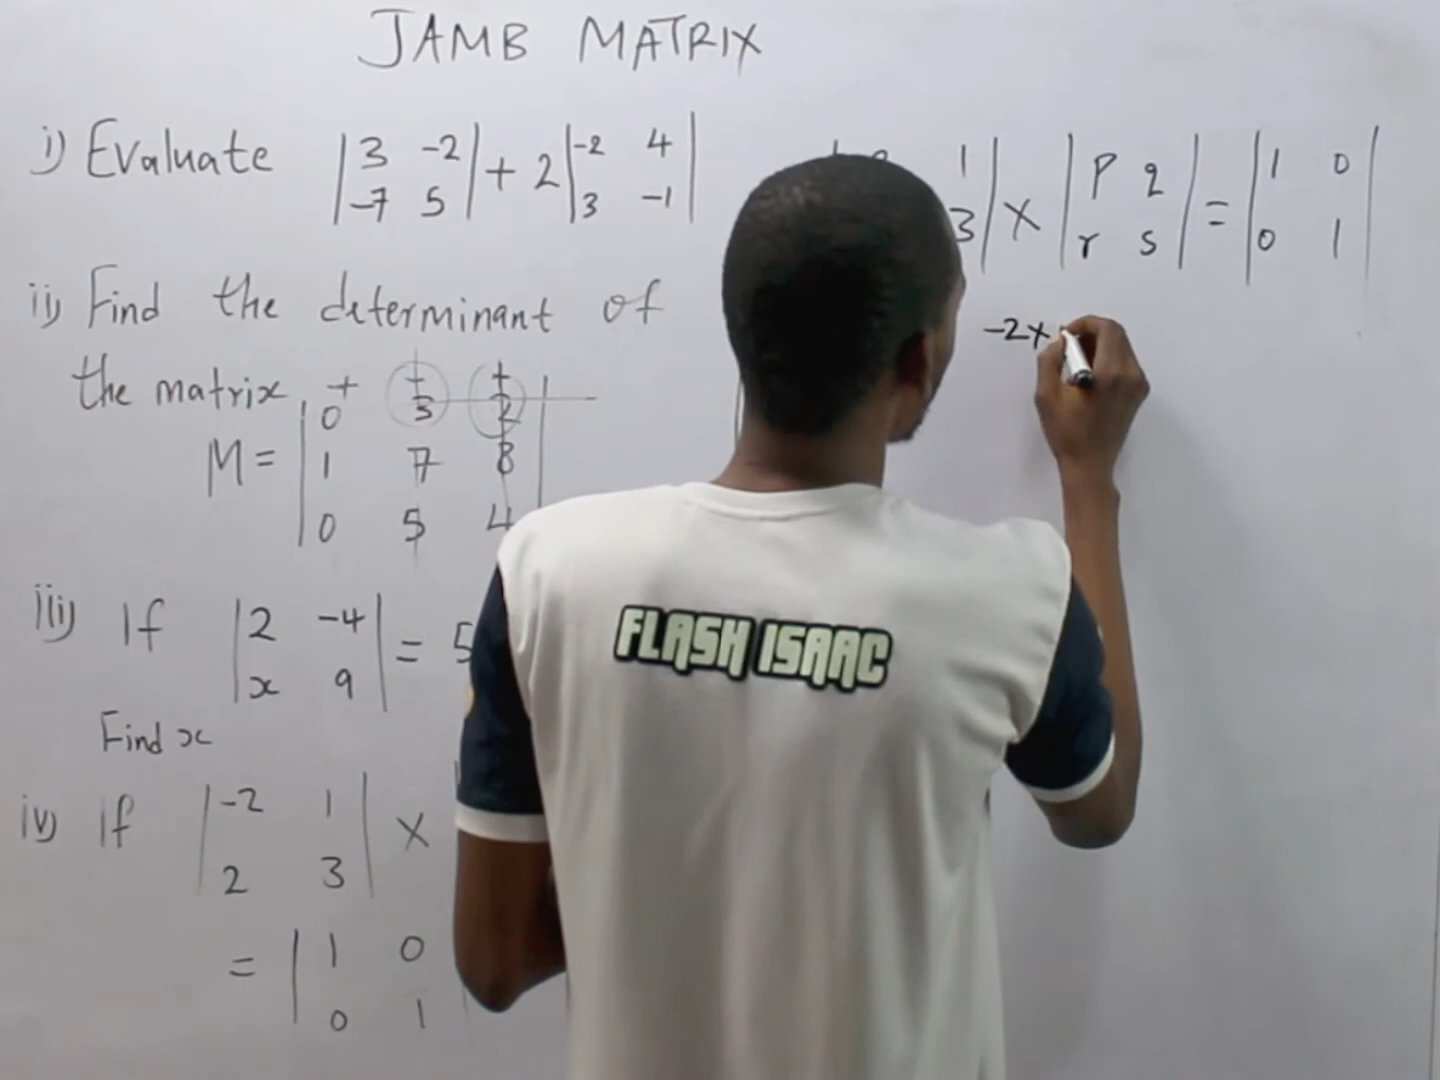 JAMB MATRIX
i) Evaluate |3 -2| + 2|-2 4|
|-7 5| |3 -1|
ii) Find the determinant of
the matrix + - +
0 3 2
M = 1 7 8
0 5 4
iii) If |2 -4| = 5
|x 9|
Find x
iv) If |-2 1| X
|2 3|
= |1 0
0 1
1| X |p q| = |1 0|
3| |r s| |0 1|
-2x
FLASH ISAAC